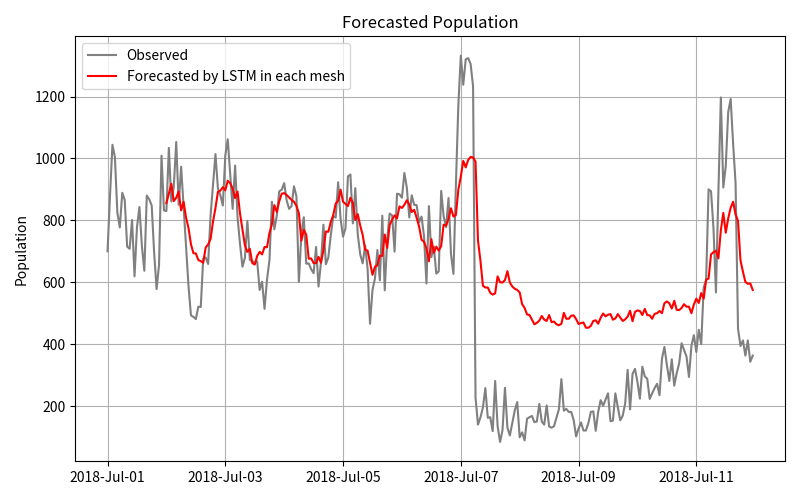 Forecasted Population
Observed
Forecasted by LSTM in each mesh
Population
1200
1000
800
600
400
200
2018-Jul-01
2018-Jul-03
2018-Jul-05
2018-Jul-07
2018-Jul-09
2018-Jul-11